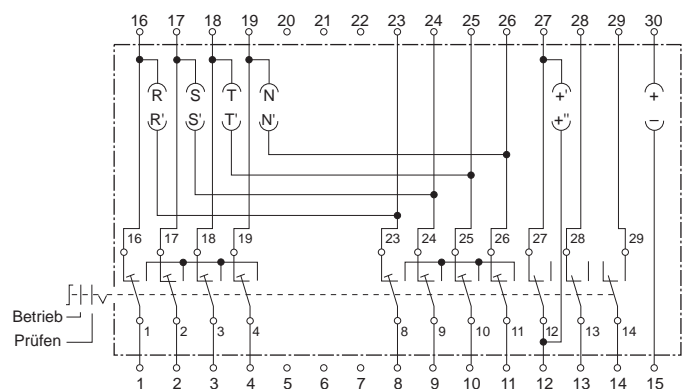 16 17 18 19 20 21 22 23 24 25 26 27 28 29 30
R S T N +' +
R' S' T' N' +" −
16 17 18 19 23 24 25 26 27 28 29
Betrieb
Prüfen
1 2 3 4 8 9 10 11 12 13 14
1 2 3 4 5 6 7 8 9 10 11 12 13 14 15